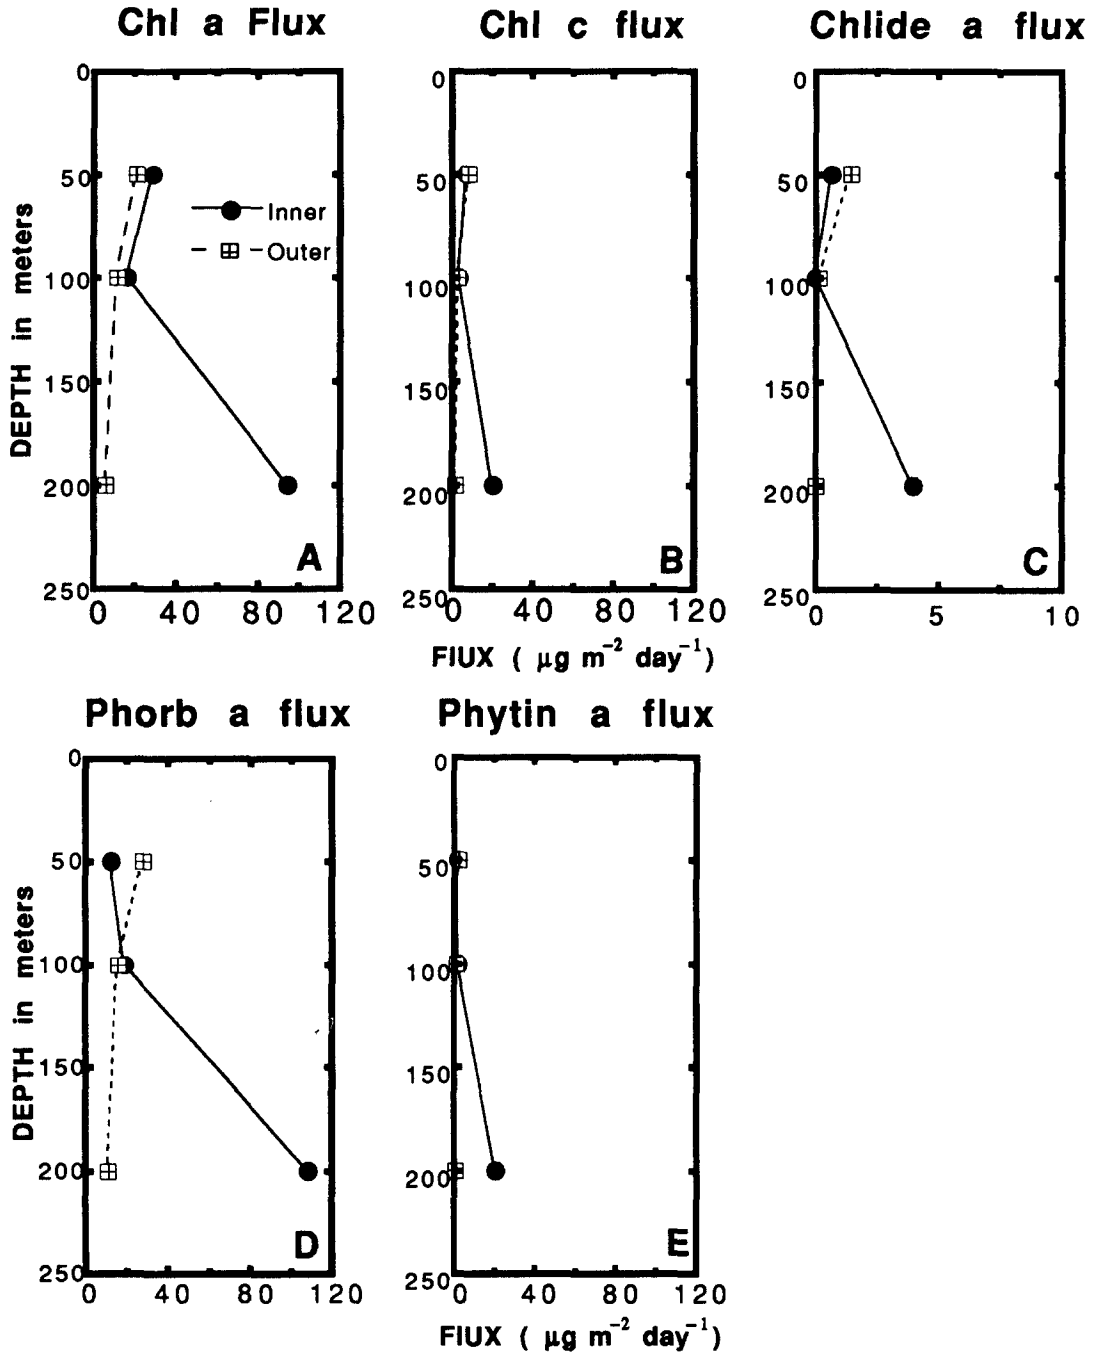 Chl a Flux
Chl c flux
Chlide a flux
0
50
100
150
200
250
DEPTH in meters
Inner
Outer
A
0 40 80 120
0
50
100
150
200
250
B
0 40 80 120
0
50
100
150
200
250
C
0 5 10
FlUX ( μg m⁻² day⁻¹)
Phorb a flux
Phytin a flux
0
50
100
150
200
250
DEPTH in meters
D
0 40 80 120
0
50
100
150
200
250
E
0 40 80 120
FlUX ( μg m⁻² day⁻¹)